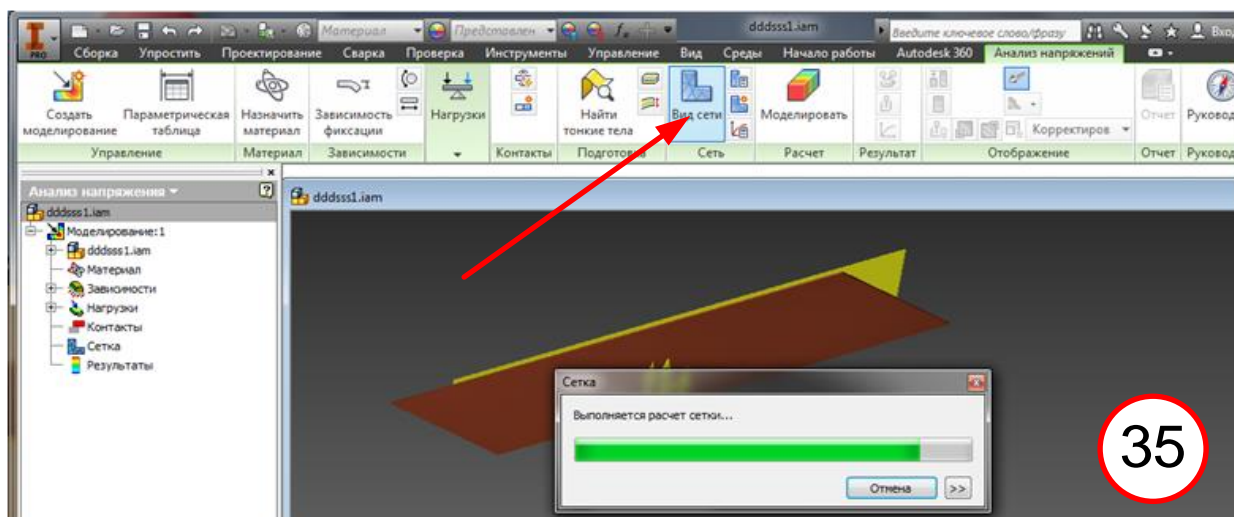 Материал Представлен dddsss1.iam Введите ключевое слово/фразу
PRO Сборка Упростить Проектирование Сварка Проверка Инструменты Управление Вид Среды Начало работы Autodesk 360 Анализ напряжений
Создать моделирование Параметрическая таблица Назначить материал Зависимость фиксации Нагрузки Найти тонкие тела Вид сети Моделировать Корректиров Отчет
Управление Материал Зависимости Контакты Подготовка Сеть Расчет Результат Отображение Отчет
Анализ напряжения
dddsss1.iam
dddsss1.iam
Моделирование:1
dddsss1.iam
Материал
Зависимости
Нагрузки
Контакты
Сетка
Результаты
Сетка
Выполняется расчет сетки...
Отмена >>
35